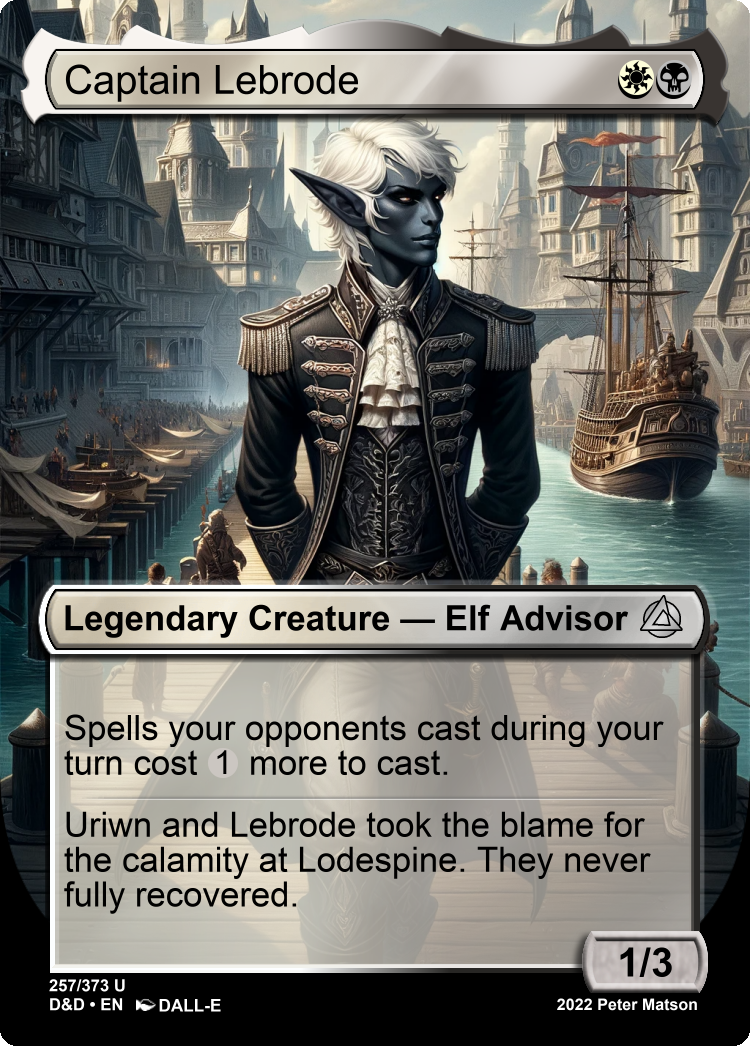 Captain Lebrode
Legendary Creature — Elf Advisor
Spells your opponents cast during your
turn cost 1 more to cast.
Uriwn and Lebrode took the blame for
the calamity at Lodespine. They never
fully recovered.
1/3
257/373 U
D&D • EN DALL-E
2022 Peter Matson